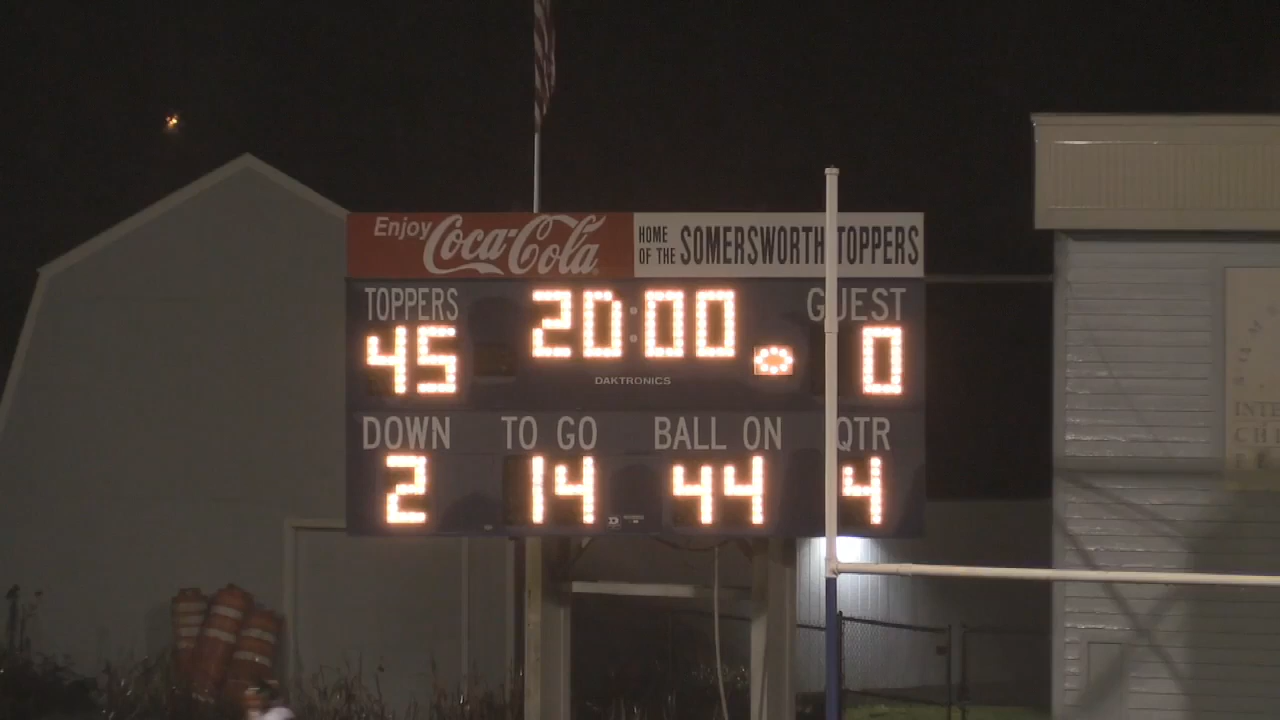 Enjoy Coca-Cola
HOME OF THE SOMERSWORTH TOPPERS
TOPPERS 20:00 GUEST
45 0
DAKTRONICS
DOWN TO GO BALL ON QTR
2 14 44 4